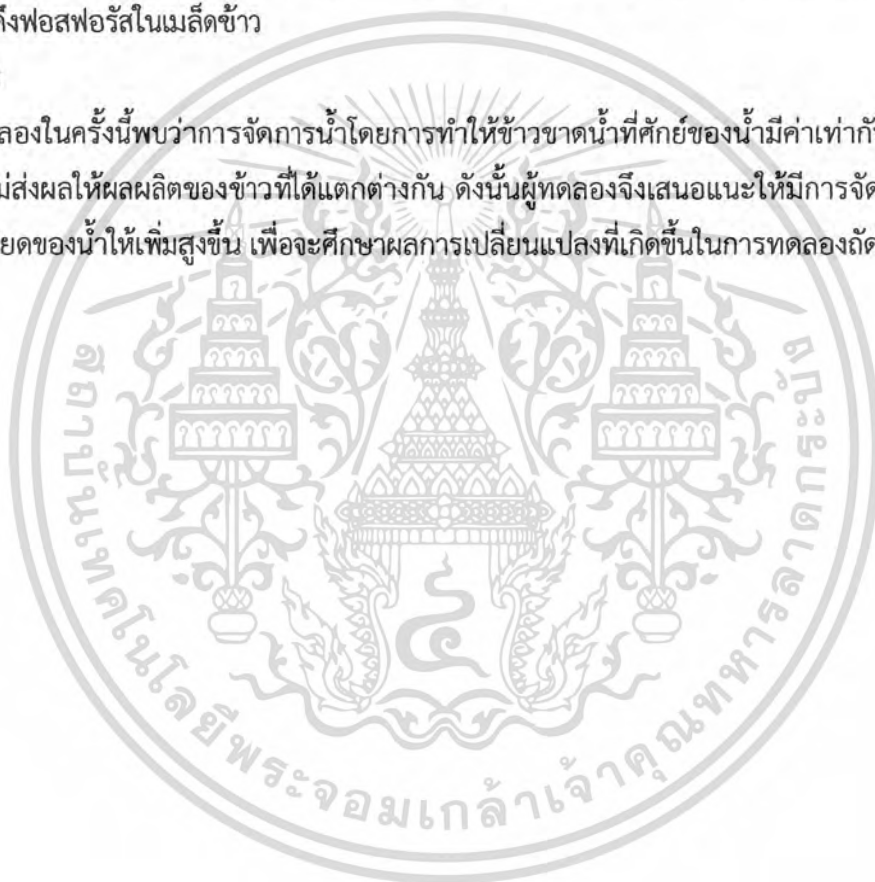 ดึงฟอสฟอรัสในเมล็ดข้าว
ลองในครั้งนี้พบว่าการจัดการน้ำโดยการทำให้ข้าวขาดน้ำที่ศักย์ของน้ำมีค่าเท่ากับ
ม่ส่งผลให้ผลผลิตของข้าวที่ได้แตกต่างกัน ดังนั้นผู้ทดลองจึงเสนอแนะให้มีการจัด
ยดของน้ำให้เพิ่มสูงขึ้น เพื่อจะศึกษาผลการเปลี่ยนแปลงที่เกิดขึ้นในการทดลองถัด
สถาบันเทคโนโลยีพระจอมเกล้าเจ้าคุณทหารลาดกระบัง